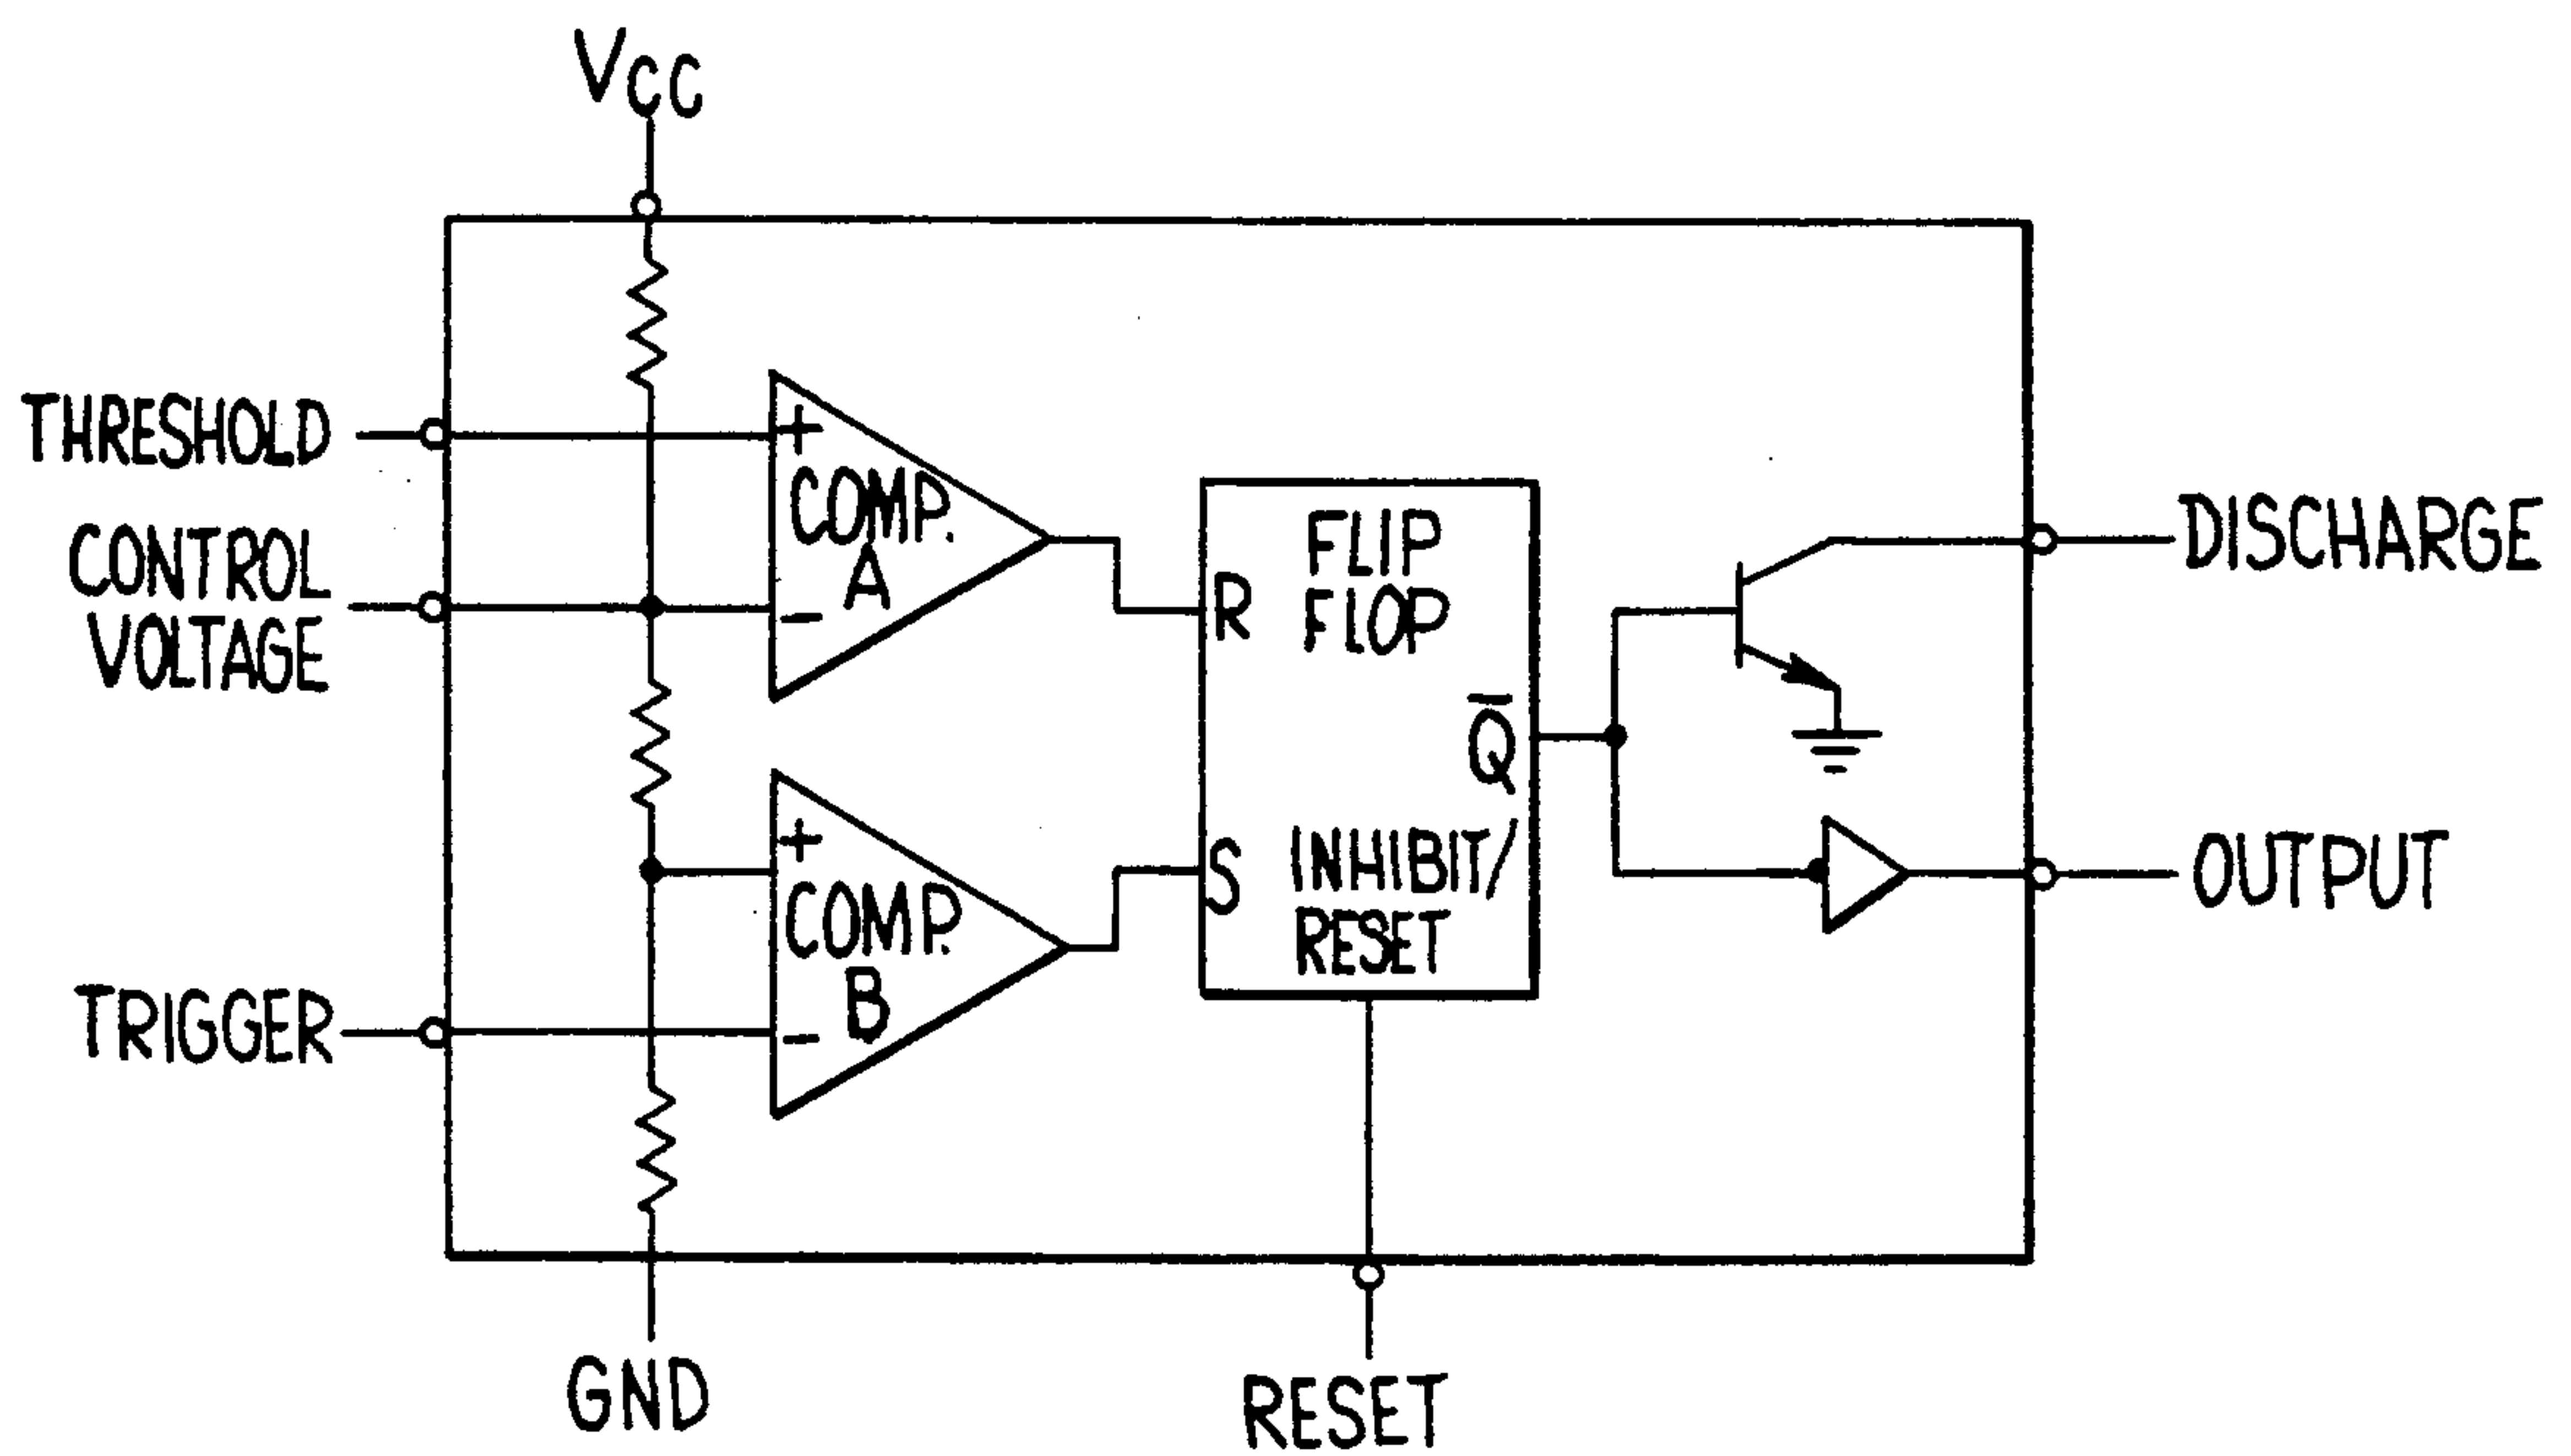 VCC
THRESHOLD
CONTROL
VOLTAGE
TRIGGER
GND
+
COMP.
A
-
+
COMP.
B
-
FLIP
FLOP
R
Q̅
S
INHIBIT/
RESET
RESET
DISCHARGE
OUTPUT